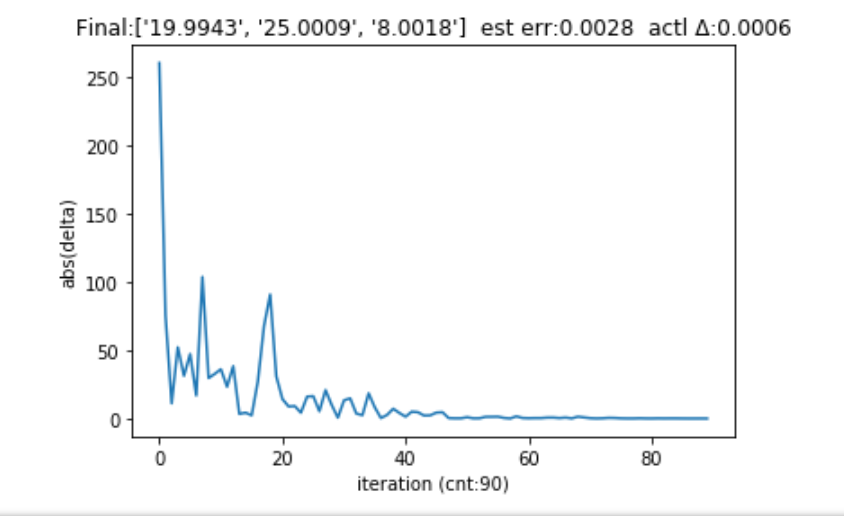 Final:['19.9943', '25.0009', '8.0018']  est err:0.0028  actl Δ:0.0006
250
200
150
100
50
0
abs(delta)
0 20 40 60 80
iteration (cnt:90)